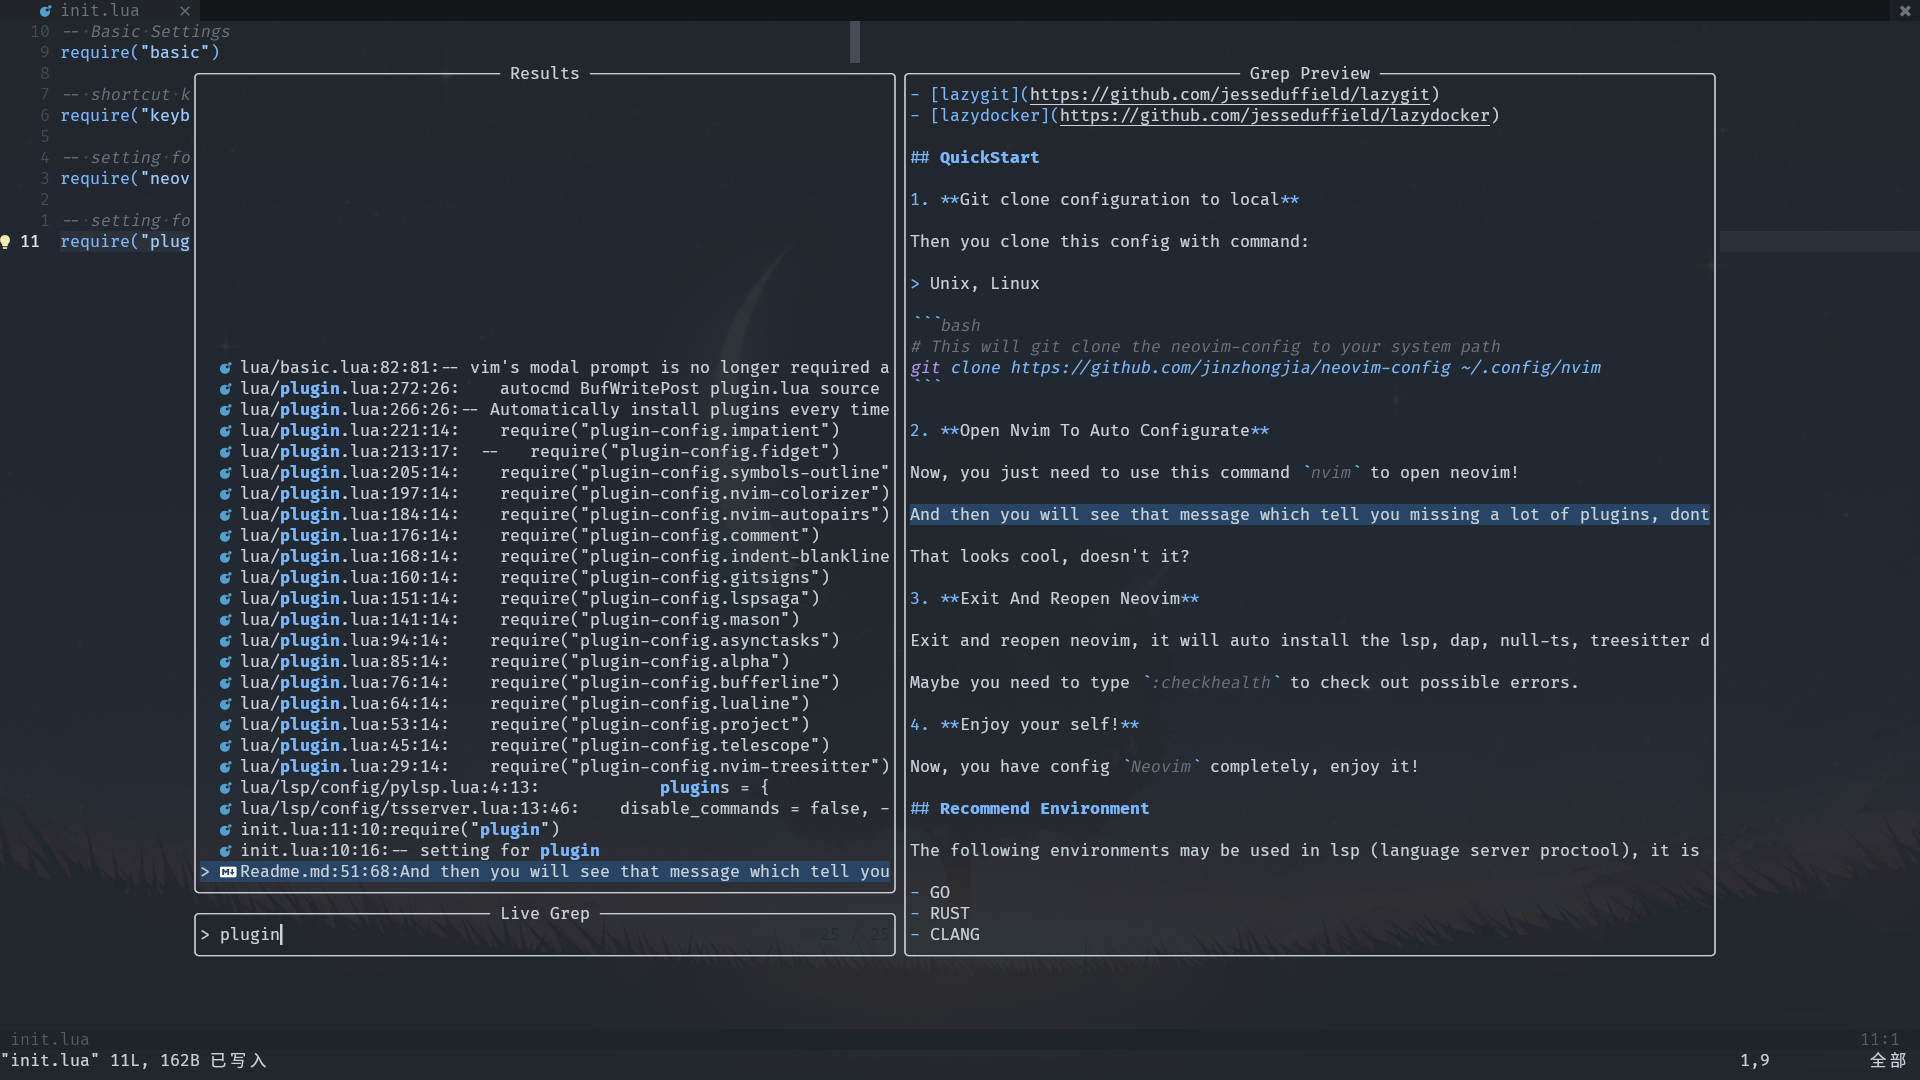 init.lua ×
10 -- Basic Settings
9 require("basic")
8
7 -- shortcut k
6 require("keyb
5
4 -- setting fo
3 require("neov
2
1 -- setting fo
11 require("plug
Results
lua/basic.lua:82:81:-- vim's modal prompt is no longer required a
lua/plugin.lua:272:26:    autocmd BufWritePost plugin.lua source
lua/plugin.lua:266:26:-- Automatically install plugins every time
lua/plugin.lua:221:14:    require("plugin-config.impatient")
lua/plugin.lua:213:17:  --   require("plugin-config.fidget")
lua/plugin.lua:205:14:    require("plugin-config.symbols-outline"
lua/plugin.lua:197:14:    require("plugin-config.nvim-colorizer")
lua/plugin.lua:184:14:    require("plugin-config.nvim-autopairs")
lua/plugin.lua:176:14:    require("plugin-config.comment")
lua/plugin.lua:168:14:    require("plugin-config.indent-blankline
lua/plugin.lua:160:14:    require("plugin-config.gitsigns")
lua/plugin.lua:151:14:    require("plugin-config.lspsaga")
lua/plugin.lua:141:14:    require("plugin-config.mason")
lua/plugin.lua:94:14:    require("plugin-config.asynctasks")
lua/plugin.lua:85:14:    require("plugin-config.alpha")
lua/plugin.lua:76:14:    require("plugin-config.bufferline")
lua/plugin.lua:64:14:    require("plugin-config.lualine")
lua/plugin.lua:53:14:    require("plugin-config.project")
lua/plugin.lua:45:14:    require("plugin-config.telescope")
lua/plugin.lua:29:14:    require("plugin-config.nvim-treesitter")
lua/lsp/config/pylsp.lua:4:13:            plugins = {
lua/lsp/config/tsserver.lua:13:46:    disable_commands = false, -
init.lua:11:10:require("plugin")
init.lua:10:16:-- setting for plugin
> Readme.md:51:68:And then you will see that message which tell you
Live Grep
> plugin 25 / 25
Grep Preview
- [lazygit](https://github.com/jesseduffield/lazygit)
- [lazydocker](https://github.com/jesseduffield/lazydocker)
## QuickStart
1. **Git clone configuration to local**
Then you clone this config with command:
> Unix, Linux
```bash
# This will git clone the neovim-config to your system path
git clone https://github.com/jinzhongjia/neovim-config ~/.config/nvim
```
2. **Open Nvim To Auto Configurate**
Now, you just need to use this command `nvim` to open neovim!
And then you will see that message which tell you missing a lot of plugins, dont
That looks cool, doesn't it?
3. **Exit And Reopen Neovim**
Exit and reopen neovim, it will auto install the lsp, dap, null-ts, treesitter d
Maybe you need to type `:checkhealth` to check out possible errors.
4. **Enjoy your self!**
Now, you have config `Neovim` completely, enjoy it!
## Recommend Environment
The following environments may be used in lsp (language server proctool), it is
- GO
- RUST
- CLANG
init.lua 11:1
"init.lua" 11L, 162B 已写入 1,9 全部